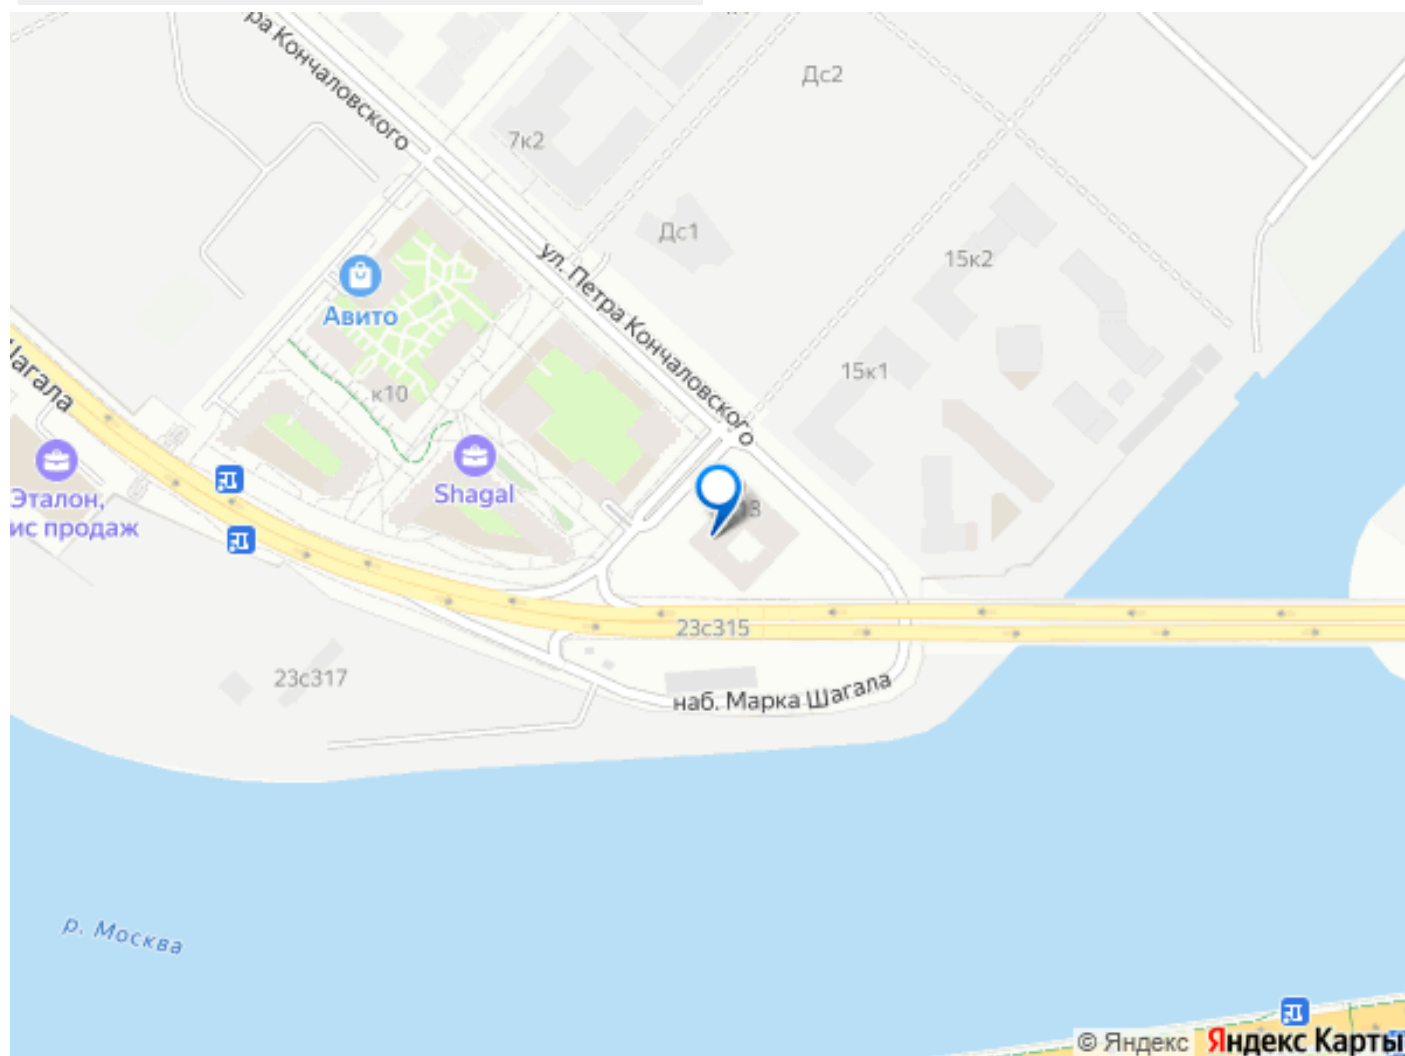 ра Кончаловского
Дс2
7к2
Дс1
ул. Петра Кончаловского
15к2
Авито
15к1
Шагала
к10
Shagal
Эталон,
ис продаж
13
23с315
23с317
наб. Марка Шагала
р. Москва
© Яндекс Яндекс Карты